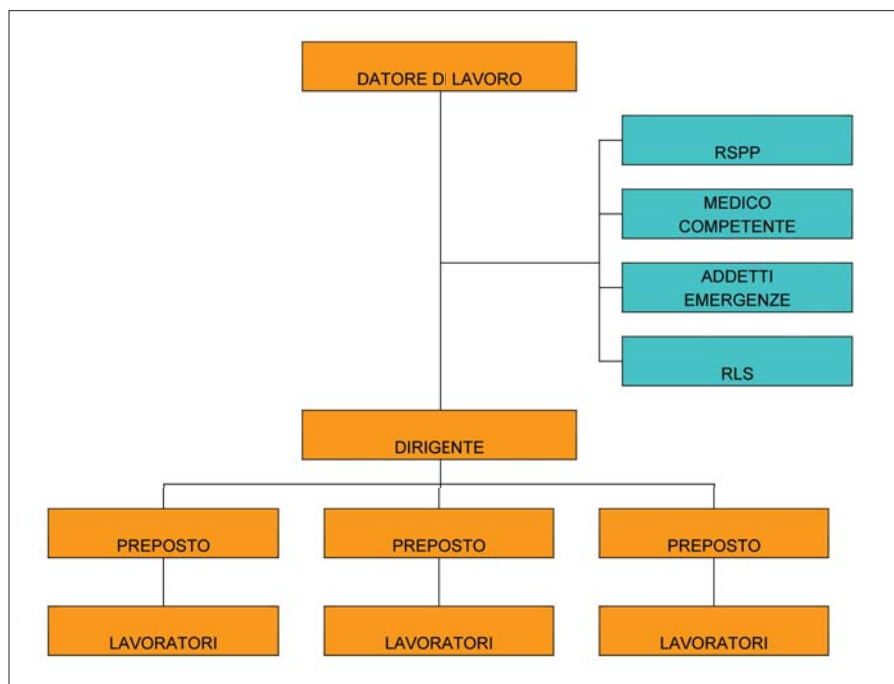 DATORE DI LAVORO
RSPP
MEDICO
COMPETENTE
ADDETTI
EMERGENZE
RLS
DIRIGENTE
PREPOSTO
PREPOSTO
PREPOSTO
LAVORATORI
LAVORATORI
LAVORATORI